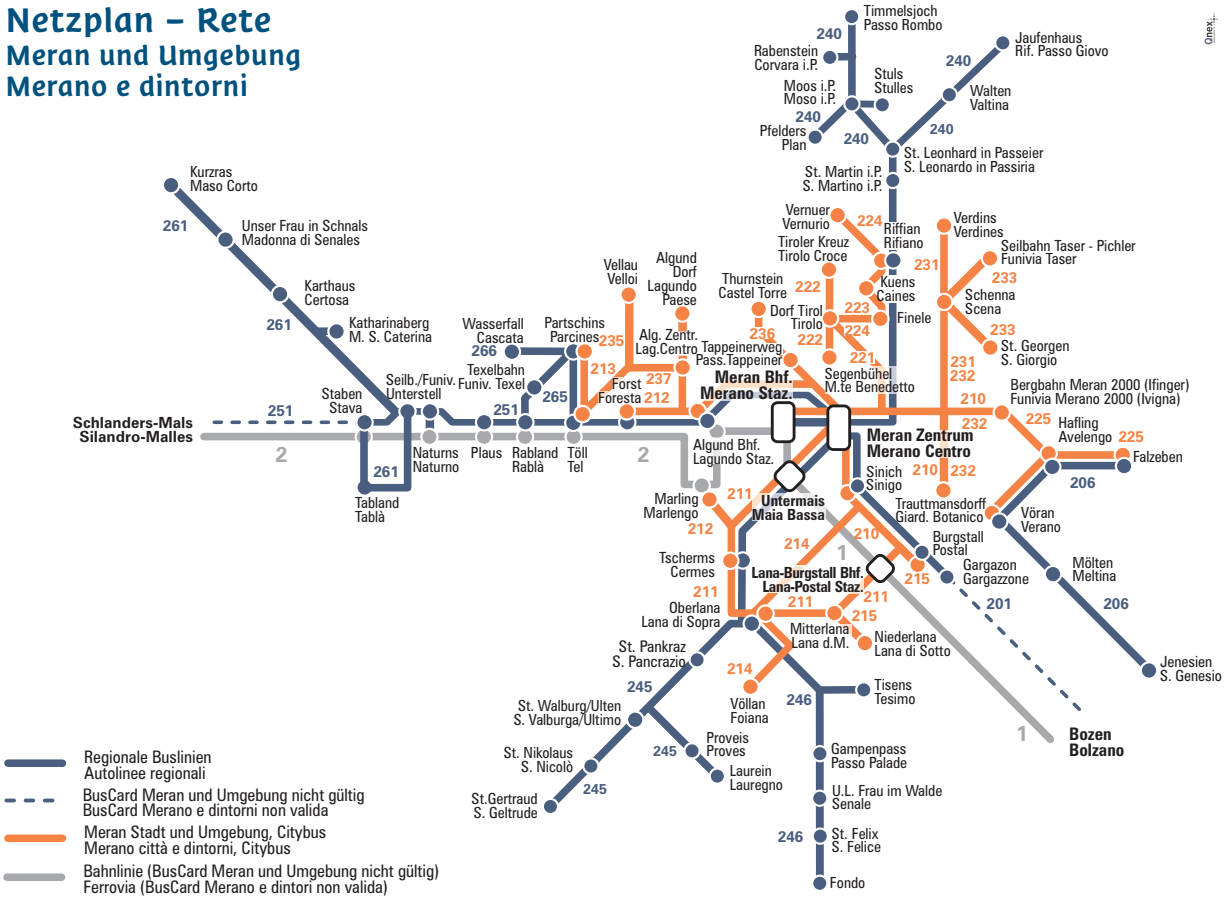 Netzplan – Rete
Meran und Umgebung
Merano e dintorni
Qnex
Timmelsjoch
Passo Rombo
240
Rabenstein
Corvara i.P.
Jaufenhaus
Rif. Passo Giovo
240
Stuls
Stulles
Moos i.P.
Moso i.P.
Walten
Valtina
240
Pfelders
Plan
240
240
St. Leonhard in Passeier
S. Leonardo in Passiria
St. Martin i.P.
S. Martino i.P.
Kurzras
Maso Corto
261
Unser Frau in Schnals
Madonna di Senales
Karthaus
Certosa
261
Katharinaberg
M. S. Caterina
Vernuer
Vernurio
224
Riffian
Rifiano
Verdins
Verdines
Tiroler Kreuz
Tirolo Croce
231
Seilbahn Taser - Pichler
Funivia Taser
233
Vellau
Velloi
Algund
Dorf
Lagundo
Paese
Thurnstein
Castel Torre
222
Kuens
Caines
Schenna
Scena
Dorf Tirol
Tirolo
223
224
Finele
233
St. Georgen
S. Giorgio
Wasserfall
Cascata
266
Partschins
Parcines
235
Alg. Zentr.
Lag.Centro
236
Tappeinerweg
Pass.Tappeiner
222
221
Segenbühel
M.te Benedetto
231
232
Texelbahn
Funiv. Texel
213
237
Forst
Foresta
212
265
Meran Bhf.
Merano Staz.
Bergbahn Meran 2000 (Ifinger)
Funivia Merano 2000 (Ivigna)
Seilb./Funiv.
Unterstell
Staben
Stava
251
251
210
232
225
Hafling
Avelengo
225
Falzeben
Schlanders-Mals
Silandro-Malles
2
261
Naturns
Naturno
Plaus
Rabland
Rablà
Töll
Tel
2
Algund Bhf.
Lagundo Staz.
Meran Zentrum
Merano Centro
Sinich
Sinigo
210
232
206
Tabland
Tablà
Marling
Marlengo
211
212
Untermais
Maia Bassa
Trauttmansdorff
Giard. Botanico
Vöran
Verano
214
210
1
Burgstall
Postal
215
Tscherms
Cermes
Lana-Burgstall Bhf.
Lana-Postal Staz.
Gargazon
Gargazzone
Mölten
Meltina
211
211
211
215
201
206
Oberlana
Lana di Sopra
Mitterlana
Lana d.M.
Niederlana
Lana di Sotto
St. Pankraz
S. Pancrazio
214
Völlan
Foiana
Jenesien
S. Genesio
245
246
Tisens
Tesimo
St. Walburg/Ulten
S. Valburga/Ultimo
1
Bozen
Bolzano
245
Proveis
Proves
Gampenpass
Passo Palade
St. Nikolaus
S. Nicolò
245
Laurein
Lauregno
U.L. Frau im Walde
Senale
St.Gertraud
S. Geltrude
246
St. Felix
S. Felice
Fondo
Regionale Buslinien
Autolinee regionali
BusCard Meran und Umgebung nicht gültig
BusCard Merano e dintorni non valida
Meran Stadt und Umgebung, Citybus
Merano città e dintorni, Citybus
Bahnlinie (BusCard Meran und Umgebung nicht gültig)
Ferrovia (BusCard Merano e dintori non valida)